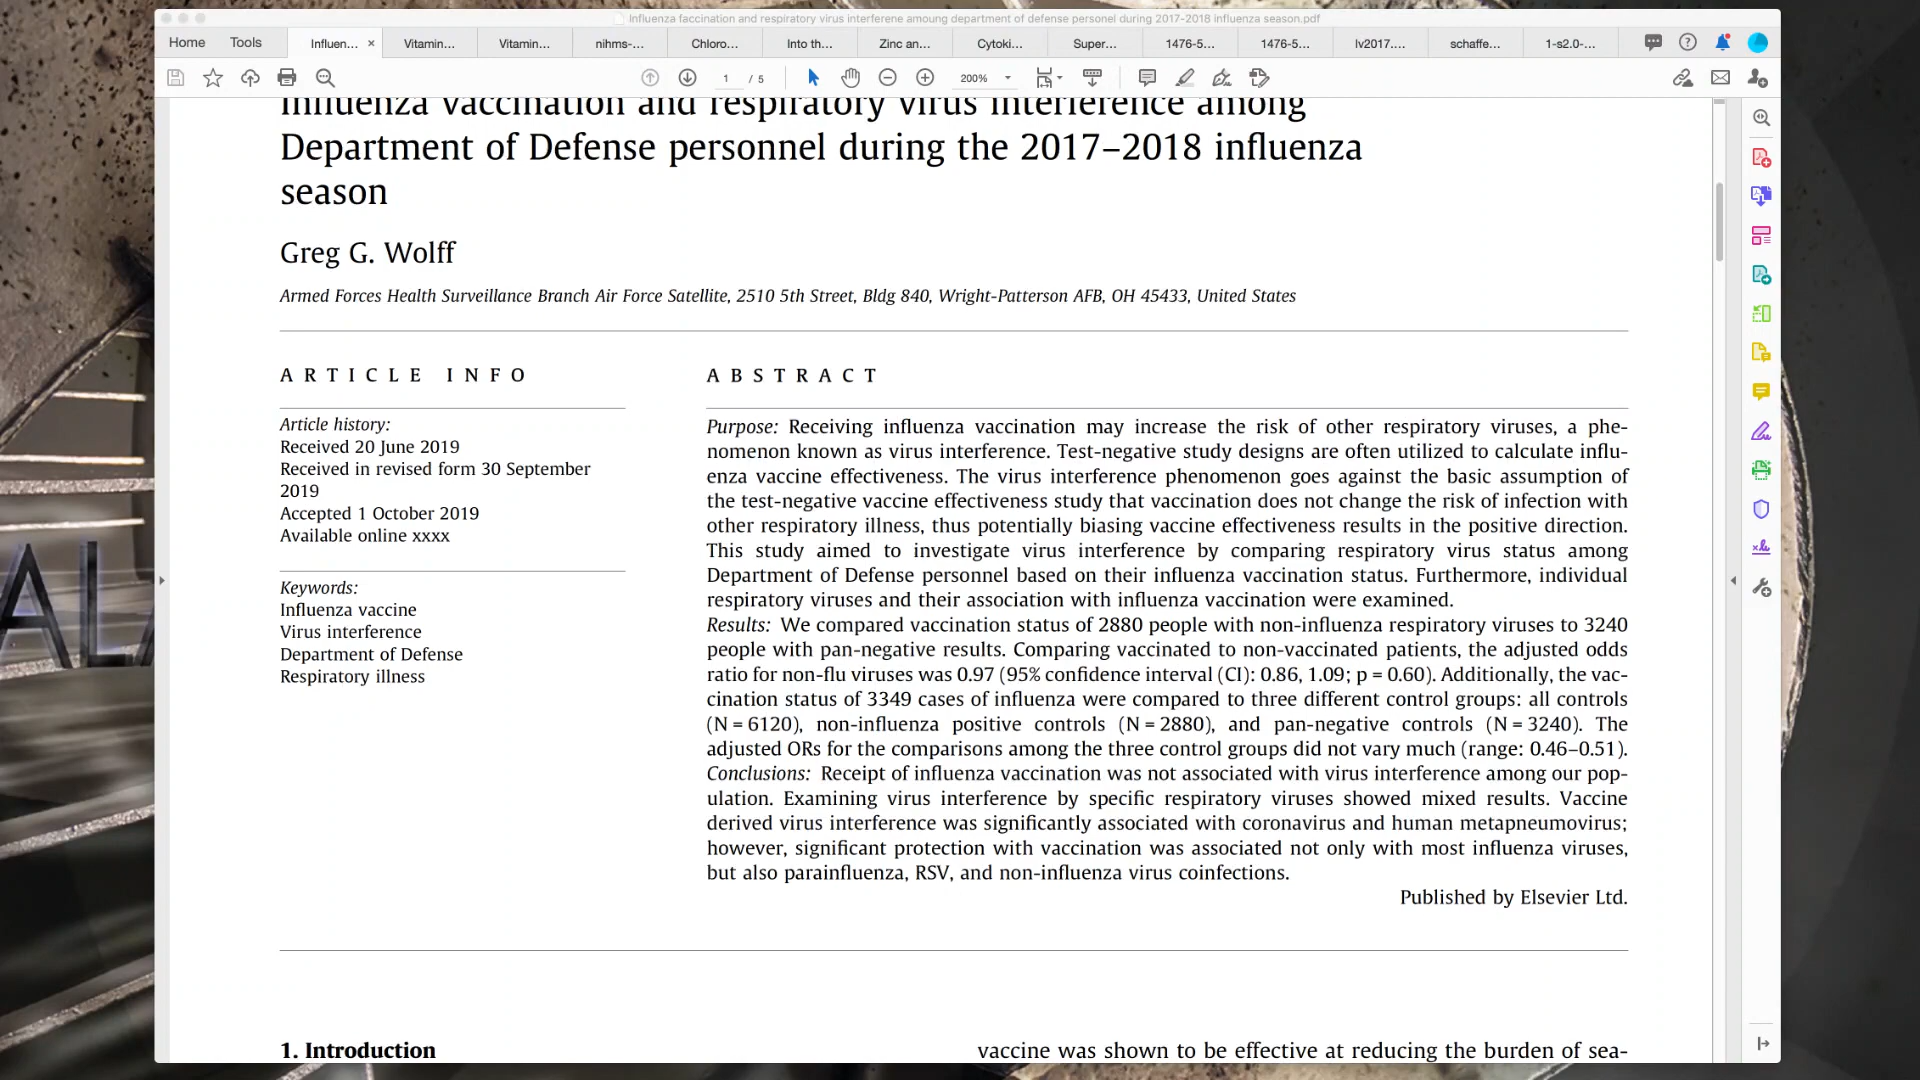 Influenza faccination and respiratory virus interferene amoung department of defense personel during 2017-2018 influenza season.pdf
Home Tools Influen... × Vitamin... Vitamin... nihms-... Chloro... Into th... Zinc an... Cytoki... Super... 1476-5... 1476-5... lv2017.... schaffe... 1-s2.0-...
1 / 5 200%
Influenza vaccination and respiratory virus interference among
Department of Defense personnel during the 2017–2018 influenza
season
Greg G. Wolff
Armed Forces Health Surveillance Branch Air Force Satellite, 2510 5th Street, Bldg 840, Wright-Patterson AFB, OH 45433, United States
ARTICLE INFO
Article history:
Received 20 June 2019
Received in revised form 30 September
2019
Accepted 1 October 2019
Available online xxxx
Keywords:
Influenza vaccine
Virus interference
Department of Defense
Respiratory illness
ABSTRACT
Purpose: Receiving influenza vaccination may increase the risk of other respiratory viruses, a phe-
nomenon known as virus interference. Test-negative study designs are often utilized to calculate influ-
enza vaccine effectiveness. The virus interference phenomenon goes against the basic assumption of
the test-negative vaccine effectiveness study that vaccination does not change the risk of infection with
other respiratory illness, thus potentially biasing vaccine effectiveness results in the positive direction.
This study aimed to investigate virus interference by comparing respiratory virus status among
Department of Defense personnel based on their influenza vaccination status. Furthermore, individual
respiratory viruses and their association with influenza vaccination were examined.
Results: We compared vaccination status of 2880 people with non-influenza respiratory viruses to 3240
people with pan-negative results. Comparing vaccinated to non-vaccinated patients, the adjusted odds
ratio for non-flu viruses was 0.97 (95% confidence interval (CI): 0.86, 1.09; p = 0.60). Additionally, the vac-
cination status of 3349 cases of influenza were compared to three different control groups: all controls
(N = 6120), non-influenza positive controls (N = 2880), and pan-negative controls (N = 3240). The
adjusted ORs for the comparisons among the three control groups did not vary much (range: 0.46–0.51).
Conclusions: Receipt of influenza vaccination was not associated with virus interference among our pop-
ulation. Examining virus interference by specific respiratory viruses showed mixed results. Vaccine
derived virus interference was significantly associated with coronavirus and human metapneumovirus;
however, significant protection with vaccination was associated not only with most influenza viruses,
but also parainfluenza, RSV, and non-influenza virus coinfections.
Published by Elsevier Ltd.
1. Introduction
vaccine was shown to be effective at reducing the burden of sea-